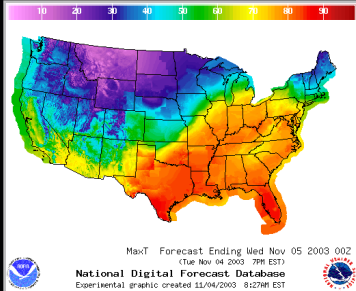 10 20 30 40 50 60 70 80 90
MaxT Forecast Ending Wed Nov 05 2003 00Z
(Tue Nov 04 2003 7PM EST)
National Digital Forecast Database
Experimental graphic created 11/04/2003 8:27AM EST
NOAA